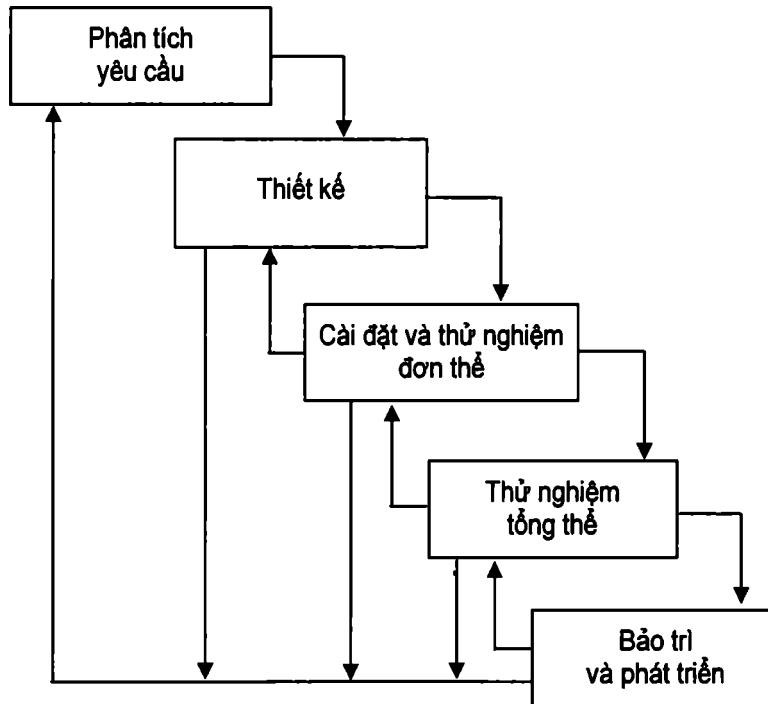 Phân tích
yêu cầu
Thiết kế
Cài đặt và thử nghiệm
đơn thể
Thử nghiệm
tổng thể
Bảo trì
và phát triển